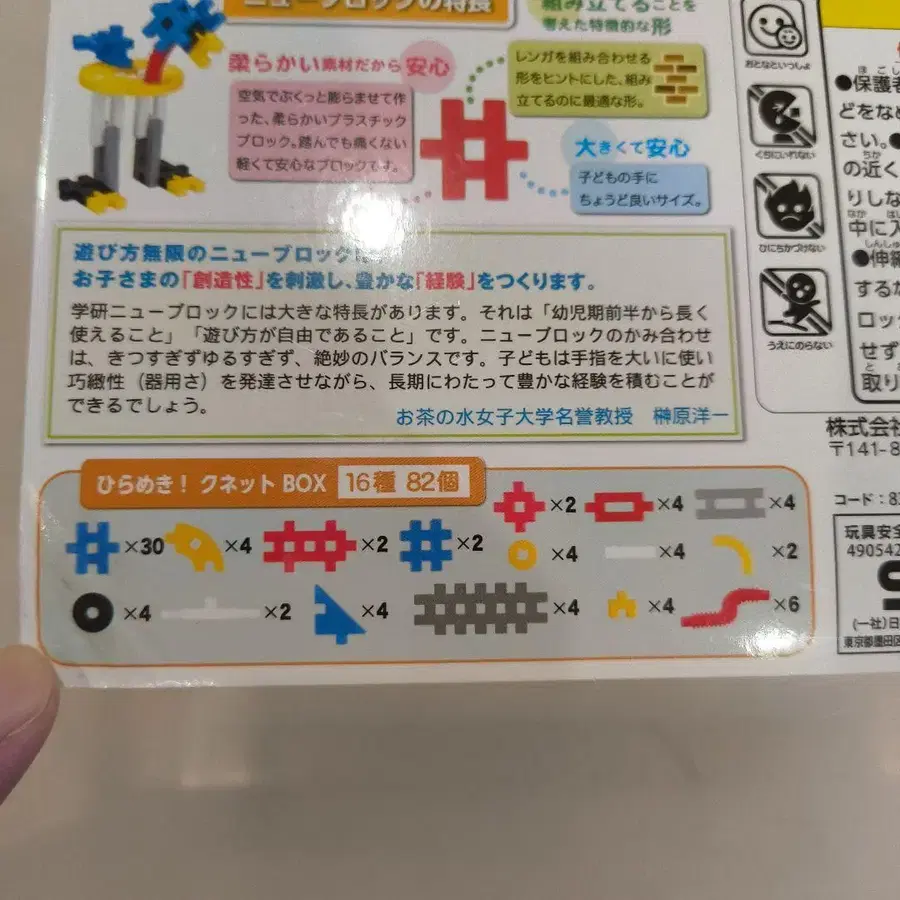 ニューブロックの特長
組み立てることを
考えた特徴的な形
柔らかい素材だから安心
空気でぷくっと膨らませて作
った、柔らかいプラスチック
ブロック。踏んでも痛くない
軽くて安心なブロックです。
レンガを組み合わせる
形をヒントにした、組み
立てるのに最適な形。
大きくて安心
子どもの手に
ちょうど良いサイズ。
おとなといっしょ
くちにいれない
ひにちかづけない
うえにのらない
●保護者
どをなめ
さい。●
の近く
りしな
中に入
●伸縮
するか
ロッ
せず
取り
遊び方無限のニューブロックは、
お子さまの「創造性」を刺激し、豊かな「経験」をつくります。
学研ニューブロックには大きな特長があります。それは「幼児期前半から長く
使えること」「遊び方が自由であること」です。ニューブロックのかみ合わせ
は、きつすぎずゆるすぎず、絶妙のバランスです。子どもは手指を大いに使い
巧緻性（器用さ）を発達させながら、長期にわたって豊かな経験を積むことが
できるでしょう。
お茶の水女子大学名誉教授 榊原洋一
株式会社
〒141-8
コード：8
玩具安全
490542
(一社)日
東京都墨田区
ひらめき！ クネットBOX 16種 82個
×2 ×4 ×4
×30 ×4 ×2 ×2 ×4 ×4 ×2
×4 ×2 ×4 ×4 ×4 ×6